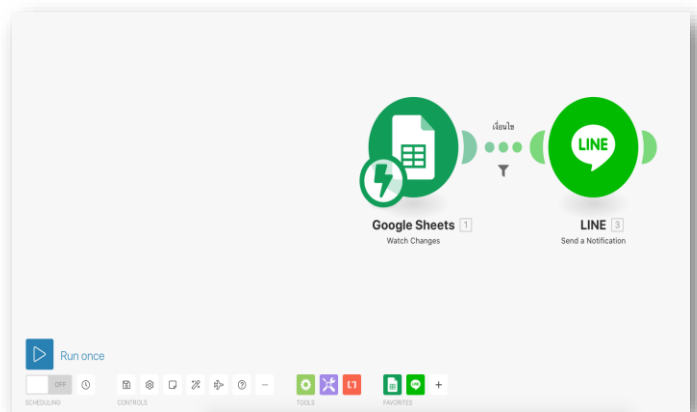 เงื่อนไข
LINE
Google Sheets 1
Watch Changes
LINE 3
Send a Notification
Run once
OFF
SCHEDULING
CONTROLS
TOOLS
FAVORITES